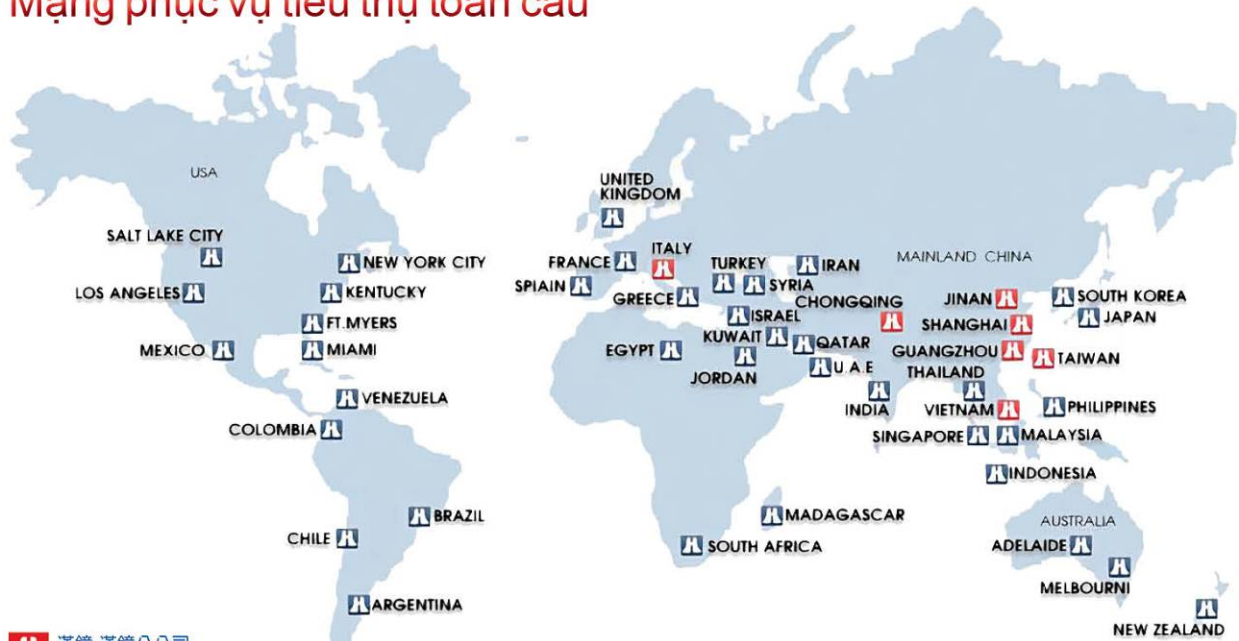 Mạng phục vụ tiêu thụ toàn cầu
USA
UNITED
KINGDOM
SALT LAKE CITY
NEW YORK CITY
FRANCE
ITALY
TURKEY
IRAN
MAINLAND CHINA
LOS ANGELES
KENTUCKY
SPIAIN
GREECE
SYRIA
CHONGQING
JINAN
SOUTH KOREA
FT.MYERS
ISRAEL
SHANGHAI
JAPAN
MEXICO
MIAMI
EGYPT
KUWAIT
QATAR
GUANGZHOU
TAIWAN
JORDAN
U.A.E
THAILAND
VENEZUELA
INDIA
VIETNAM
PHILIPPINES
COLOMBIA
SINGAPORE
MALAYSIA
INDONESIA
BRAZIL
MADAGASCAR
AUSTRALIA
CHILE
SOUTH AFRICA
ADELAIDE
MELBOURNI
ARGENTINA
NEW ZEALAND